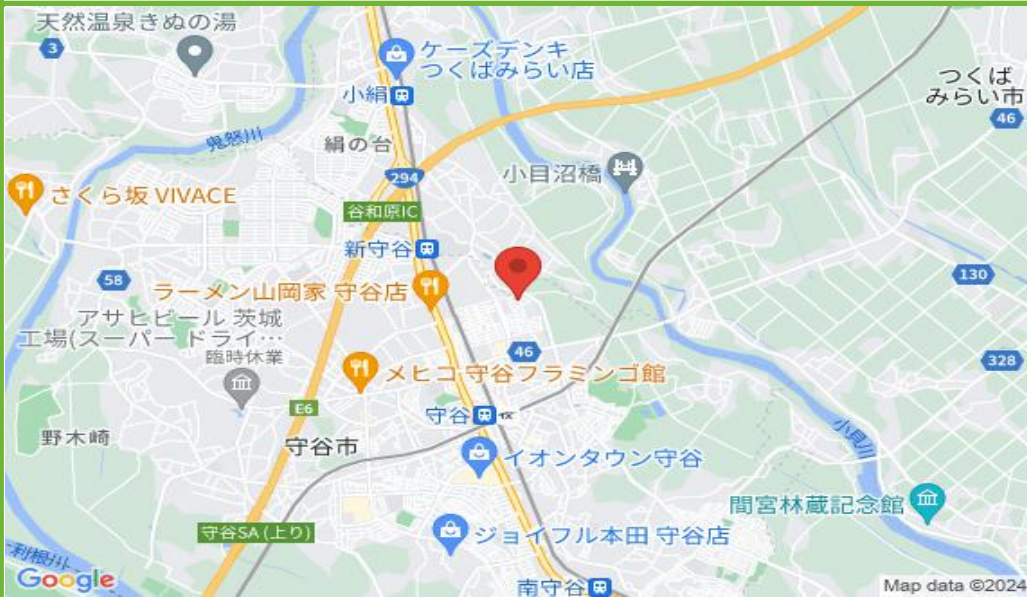 天然温泉きぬの湯
3
ケーズデンキ
つくばみらい店
つくば
みらい市
46
小絹
鬼怒川
絹の台
294
小目沼橋
さくら坂 VIVACE
谷和原IC
新守谷
58
ラーメン山岡家 守谷店
130
アサヒビール 茨城
工場(スーパー ドライ…
臨時休業
46
328
メヒコ 守谷フラミンゴ館
E6
守谷
小貝川
野木崎
守谷市
イオンタウン守谷
間宮林蔵記念館
守谷SA (上り)
ジョイフル本田 守谷店
利根川
Google
南守谷
Map data ©2024